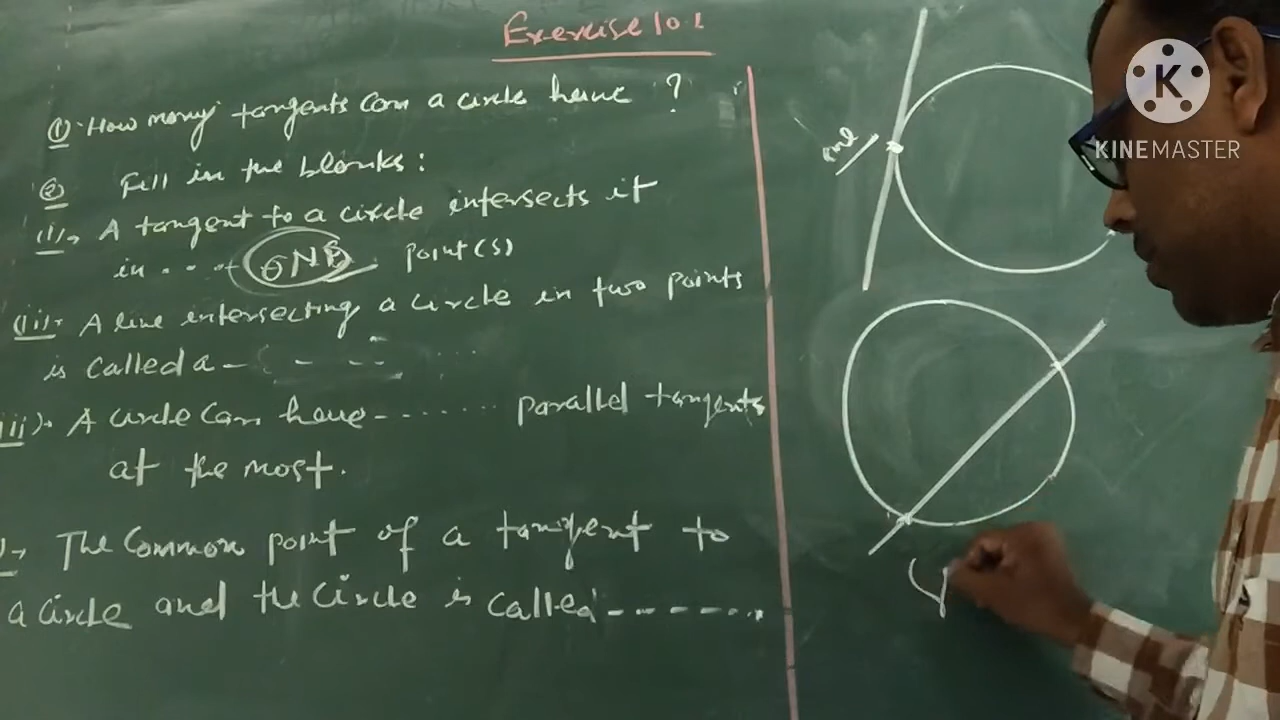 Exercise 10.1
① How many tangents can a circle have ?
② Fill in the blanks:
(i), A tangent to a circle intersects it
in . . . . ONE point(s)
(ii). A line intersecting a circle in two points
is called a - - - -
(iii). A circle can have - - ...... parallel tangents
at the most.
The Common point of a tangent to
a Circle and the Circle is called - - - - - - ..
K
KINEMASTER